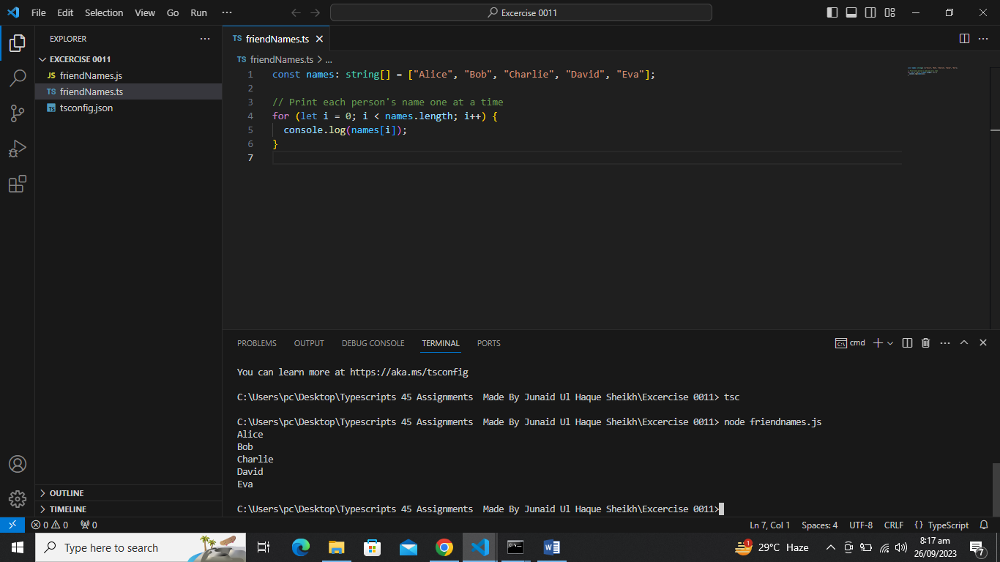 File Edit Selection View Go Run ··· Excercise 0011
EXPLORER ···
EXCERCISE 0011
JS friendNames.js
TS friendNames.ts
TS tsconfig.json
OUTLINE
TIMELINE
TS friendNames.ts
TS friendNames.ts > ...
1 const names: string[] = ["Alice", "Bob", "Charlie", "David", "Eva"];
2
3 // Print each person's name one at a time
4 for (let i = 0; i < names.length; i++) {
5 console.log(names[i]);
6 }
7
PROBLEMS OUTPUT DEBUG CONSOLE TERMINAL PORTS cmd
You can learn more at https://aka.ms/tsconfig
C:\Users\pc\Desktop\Typescripts 45 Assignments  Made By Junaid Ul Haque Sheikh\Excercise 0011> tsc
C:\Users\pc\Desktop\Typescripts 45 Assignments  Made By Junaid Ul Haque Sheikh\Excercise 0011> node friendnames.js
Alice
Bob
Charlie
David
Eva
C:\Users\pc\Desktop\Typescripts 45 Assignments  Made By Junaid Ul Haque Sheikh\Excercise 0011>
0 0 0 Ln 7, Col 1 Spaces: 4 UTF-8 CRLF {} TypeScript
Type here to search 1 29°C Haze 8:17 am
26/09/2023 7